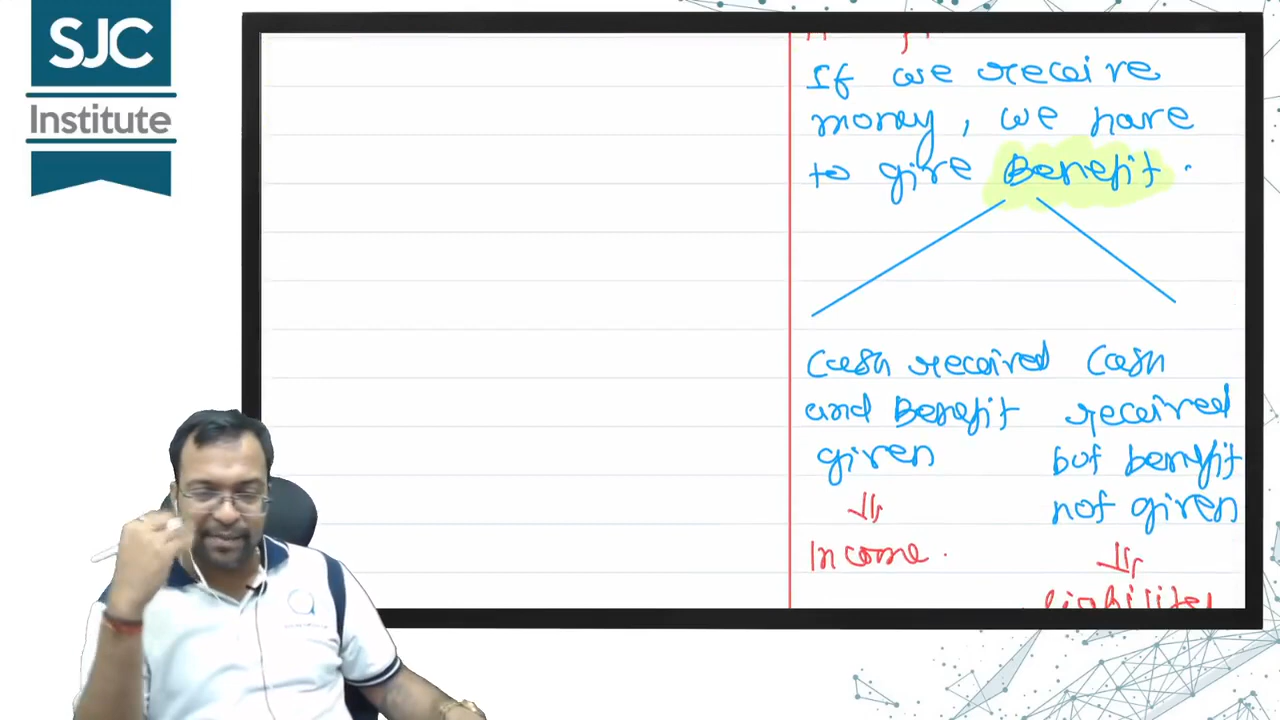 SJC
Institute
If we receive
money, we have
to give Benefit.
Cash received
and Benefit
given
Income.
Cash
received
but benefit
not given
Liability